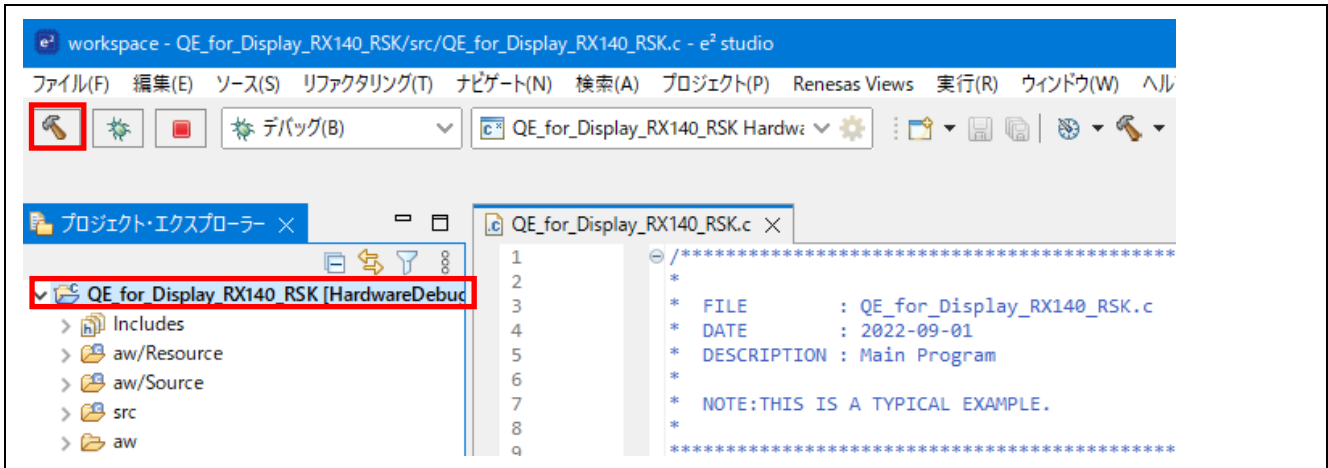 e² workspace - QE_for_Display_RX140_RSK/src/QE_for_Display_RX140_RSK.c - e² studio
ファイル(F) 編集(E) ソース(S) リファクタリング(T) ナビゲート(N) 検索(A) プロジェクト(P) Renesas Views 実行(R) ウィンドウ(W) ヘル
デバッグ(B) QE_for_Display_RX140_RSK Hardwa
プロジェクト・エクスプローラー
QE_for_Display_RX140_RSK.c
QE_for_Display_RX140_RSK [HardwareDebug
Includes
aw/Resource
aw/Source
src
aw
1 /***********************************************
2 *
3 * FILE : QE_for_Display_RX140_RSK.c
4 * DATE : 2022-09-01
5 * DESCRIPTION : Main Program
6 *
7 * NOTE:THIS IS A TYPICAL EXAMPLE.
8 *
9 ************************************************